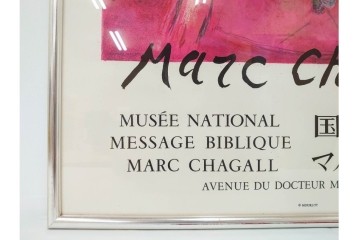 Marc Ch
MUSÉE NATIONAL 国
MESSAGE BIBLIQUE
MARC CHAGALL マ
AVENUE DU DOCTEUR M